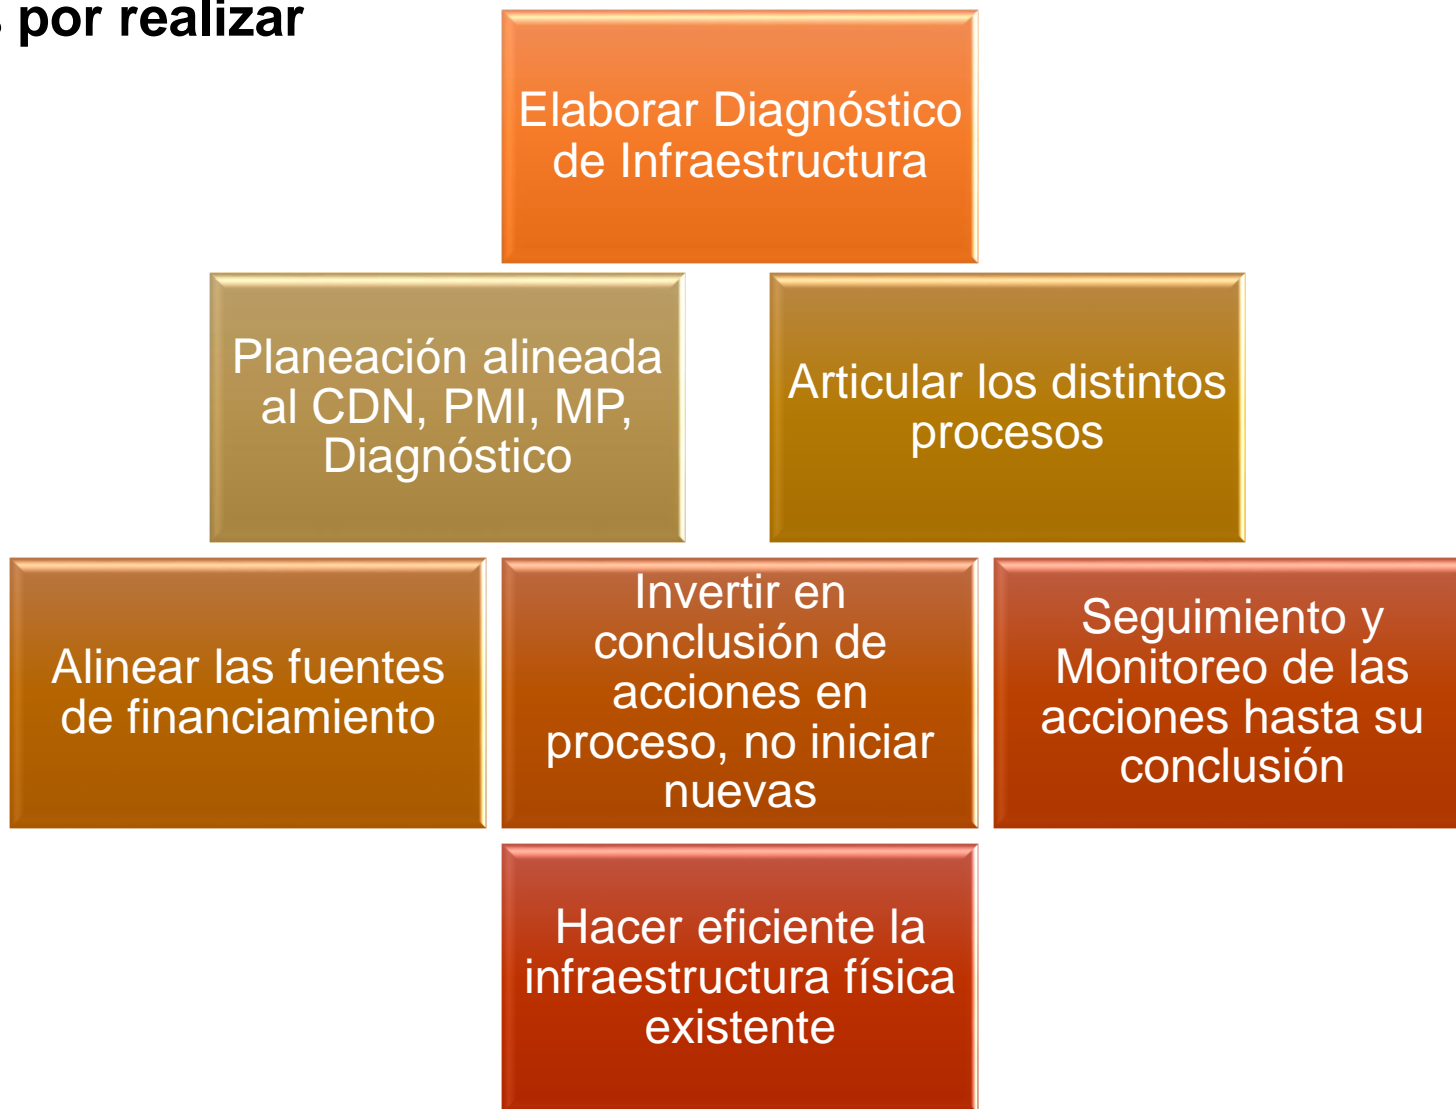 por realizar
Elaborar Diagnóstico
de Infraestructura
Planeación alineada
al CDN, PMI, MP,
Diagnóstico
Articular los distintos
procesos
Alinear las fuentes
de financiamiento
Invertir en
conclusión de
acciones en
proceso, no iniciar
nuevas
Seguimiento y
Monitoreo de las
acciones hasta su
conclusión
Hacer eficiente la
infraestructura física
existente